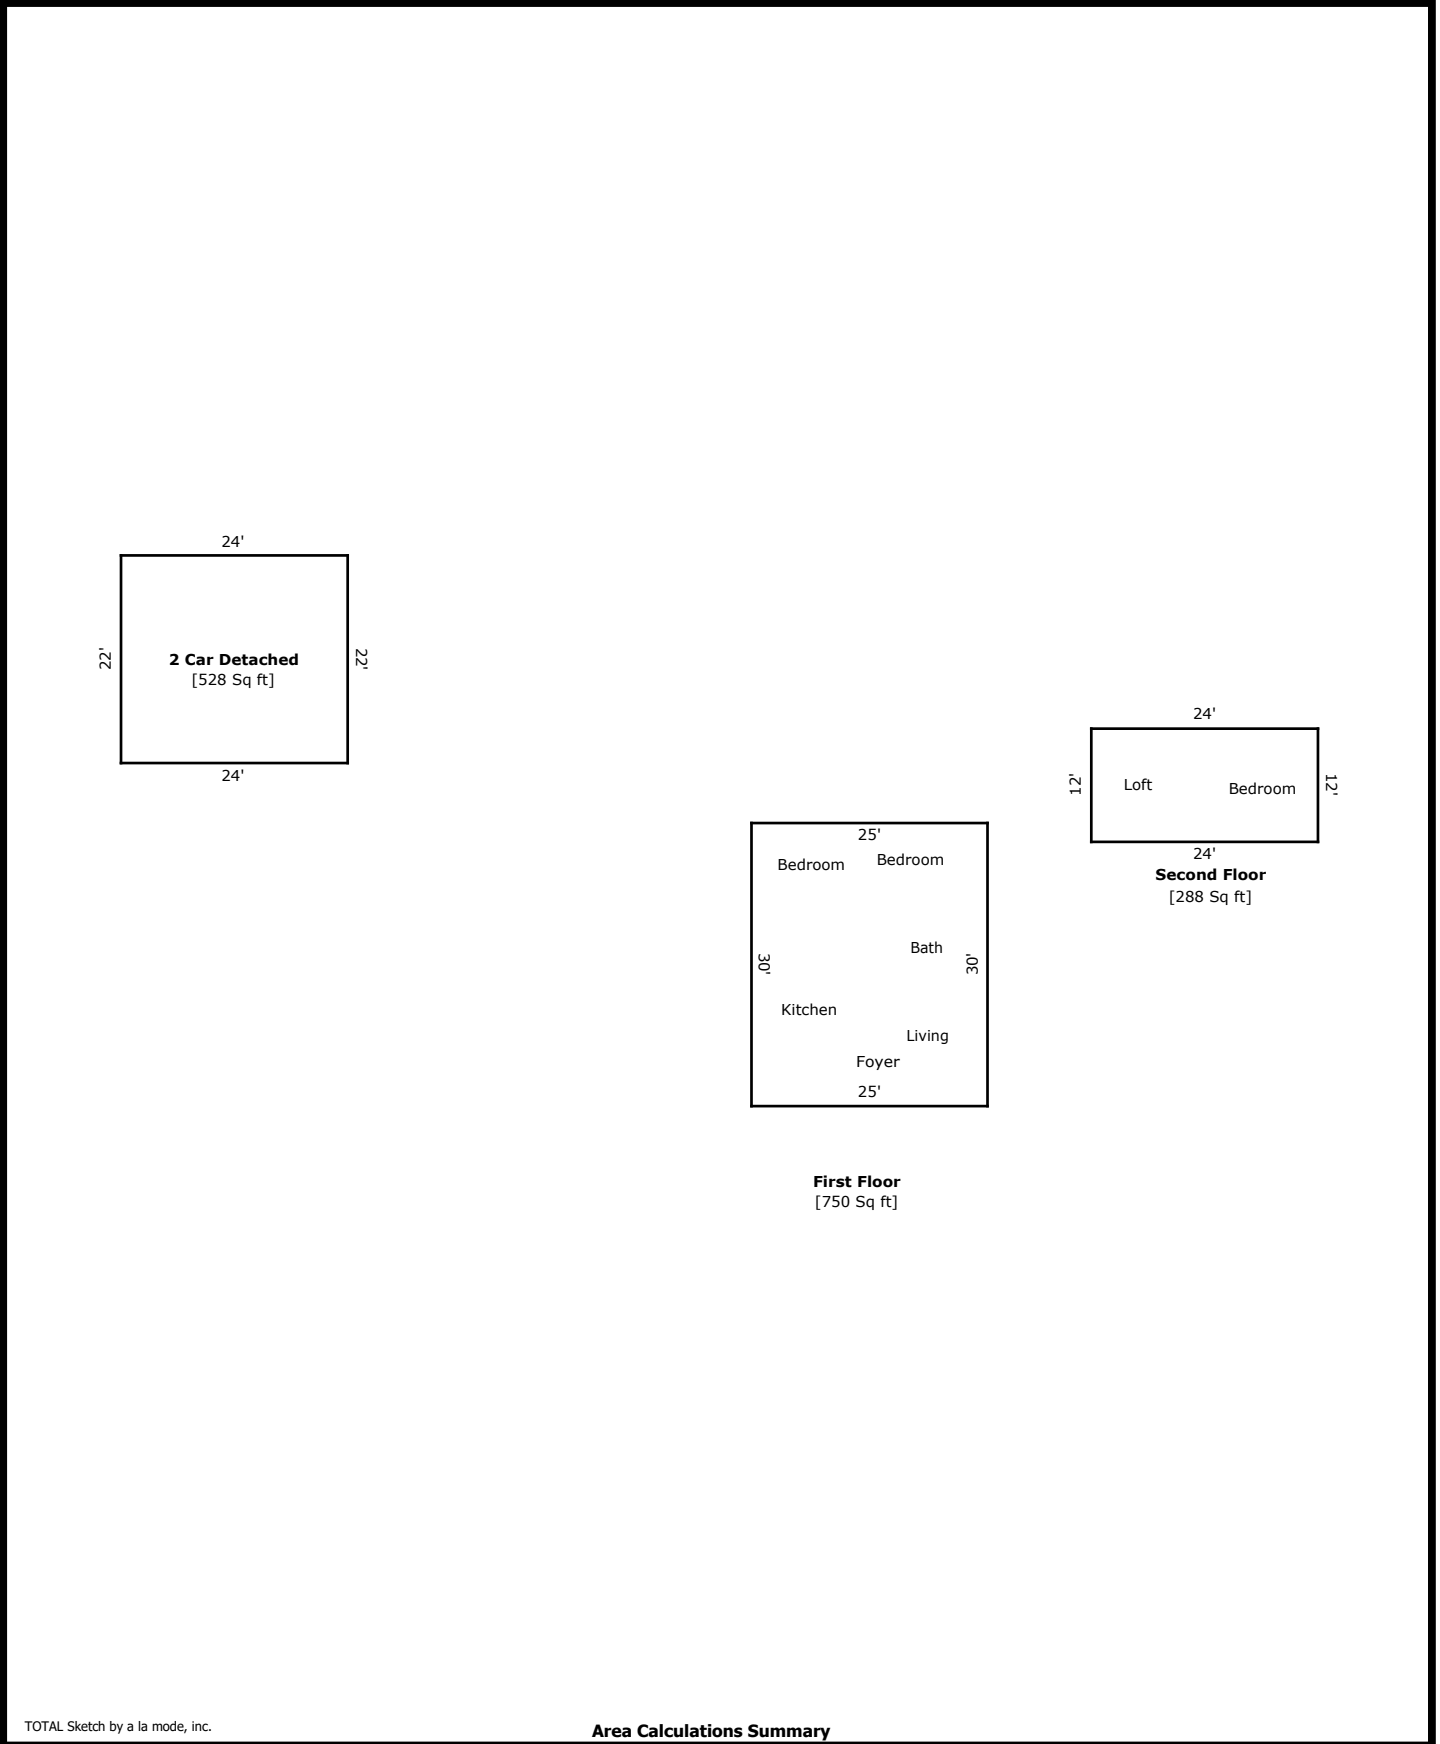 24'
22'
2 Car Detached
[528 Sq ft]
22'
24'
24'
12'
Loft
Bedroom
12'
24'
Second Floor
[288 Sq ft]
25'
Bedroom
Bedroom
Bath
30'
30'
Kitchen
Living
Foyer
25'
First Floor
[750 Sq ft]
TOTAL Sketch by a la mode, inc.
Area Calculations Summary